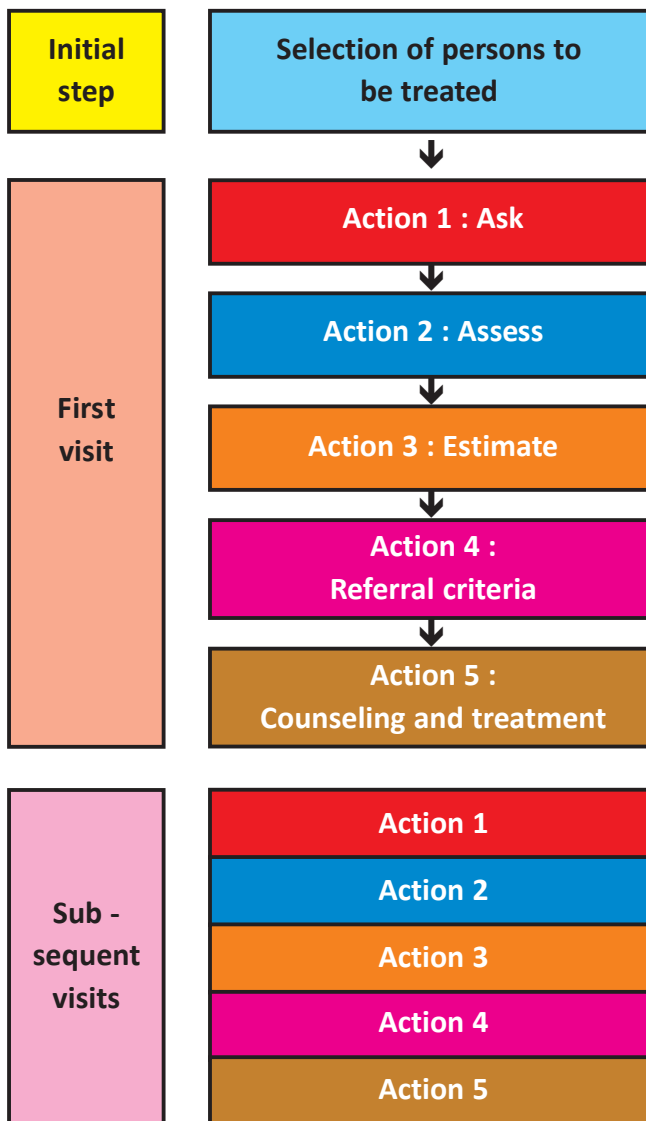 Initial
step
Selection of persons to
be treated
First
visit
Action 1 : Ask
Action 2 : Assess
Action 3 : Estimate
Action 4 :
Referral criteria
Action 5 :
Counseling and treatment
Sub -
sequent
visits
Action 1
Action 2
Action 3
Action 4
Action 5